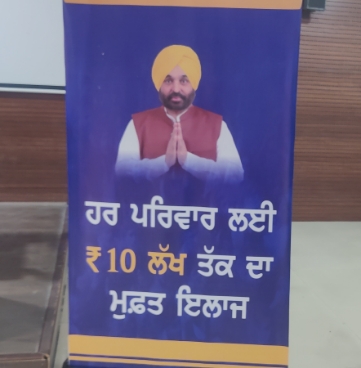 ਹਰ ਪਰਿਵਾਰ ਲਈ
₹10 ਲੱਖ ਤੱਕ ਦਾ
ਮੁਫ਼ਤ ਇਲਾਜ